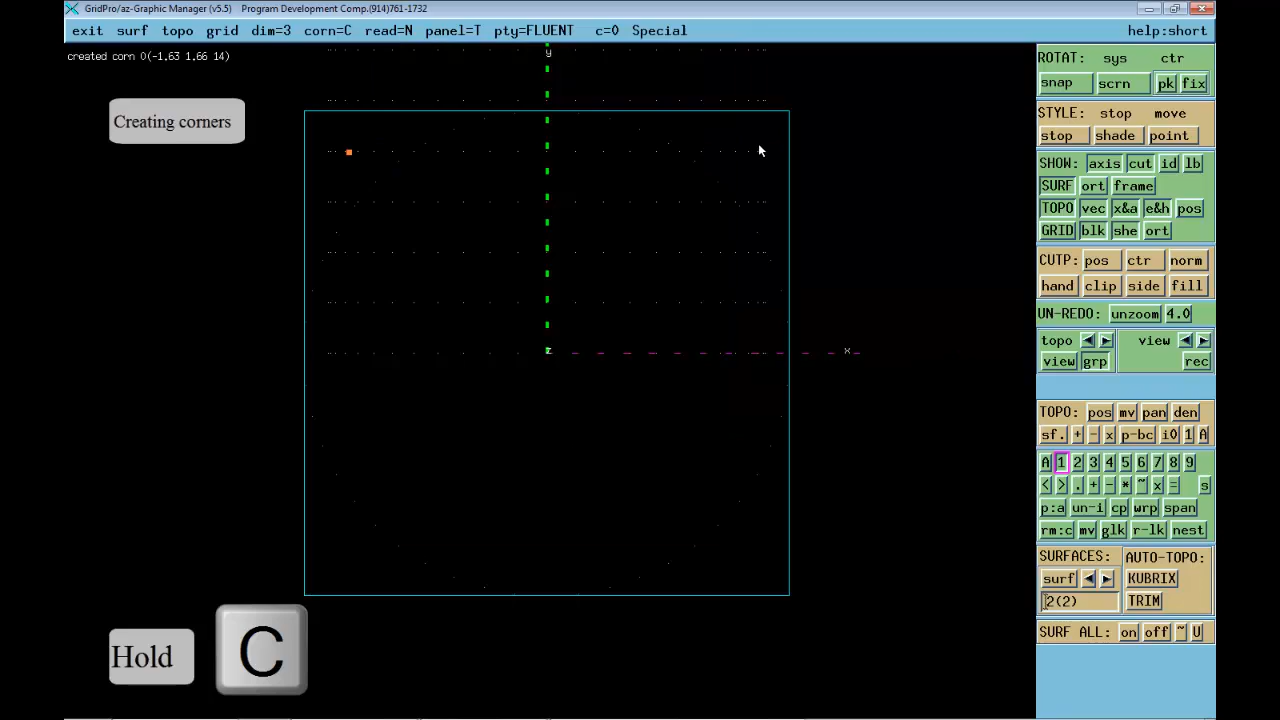 GridPro/az-Graphic Manager (v5.5)    Program Development Comp.(914)761-1732
exit surf topo grid dim=3 corn=C read=N panel=T pty=FLUENT c=0 Special help:short
created corn 0(-1.63 1.66 14)
Creating corners
y
z
x
Hold C
ROTAT: sys ctr
snap scrn pk fix
STYLE: stop move
stop shade point
SHOW: axis cut id lb
SURF ort frame
TOPO vec x&a e&h pos
GRID blk she ort
CUTP: pos ctr norm
hand clip side fill
UN-REDO: unzoom 4.0
topo view
view grp rec
TOPO: pos mv pan den
sf. + - x p-bc i0 1 A
A 1 2 3 4 5 6 7 8 9
< > . + - * ~ x = s
p:a un-i cp wrp span
rm:c mv glk r-lk nest
SURFACES: AUTO-TOPO:
surf KUBRIX
2(2) TRIM
SURF ALL: on off ~ U